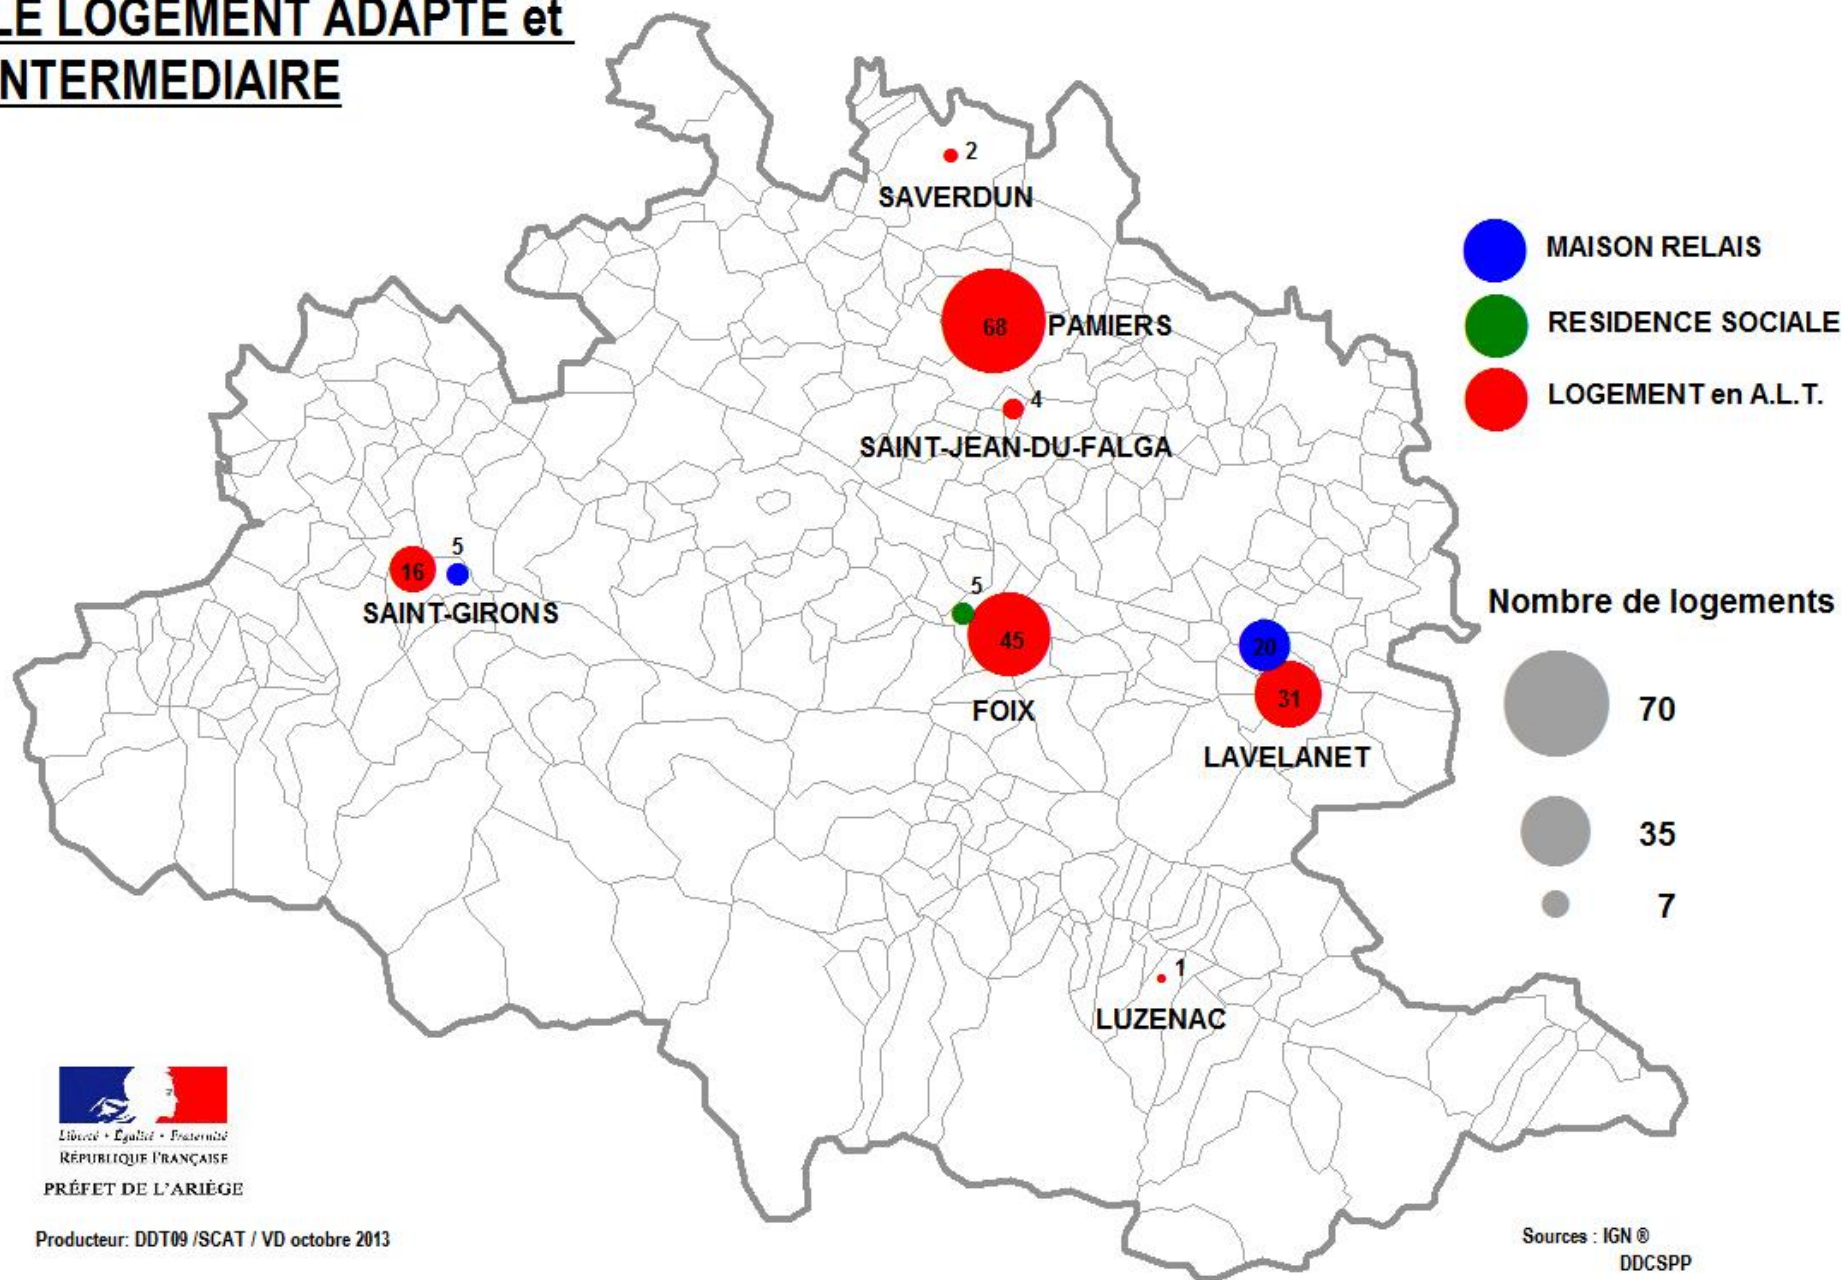 LE LOGEMENT ADAPTE et
INTERMEDIAIRE
2
SAVERDUN
MAISON RELAIS
68
PAMIERS
RESIDENCE SOCIALE
4
LOGEMENT en A.L.T.
SAINT-JEAN-DU-FALGA
16
5
SAINT-GIRONS
5
45
FOIX
20
31
LAVELANET
Nombre de logements
70
35
7
1
LUZENAC
Liberté • Égalité • Fraternité
RÉPUBLIQUE FRANÇAISE
PRÉFET DE L'ARIÈGE
Producteur: DDT09 /SCAT / VD octobre 2013
Sources : IGN ®
DDCSPP